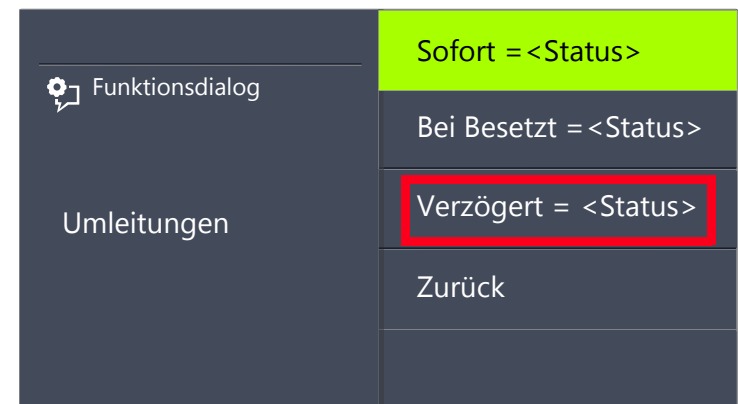 Funktionsdialog
Umleitungen
Sofort =<Status>
Bei Besetzt =<Status>
Verzögert = <Status>
Zurück